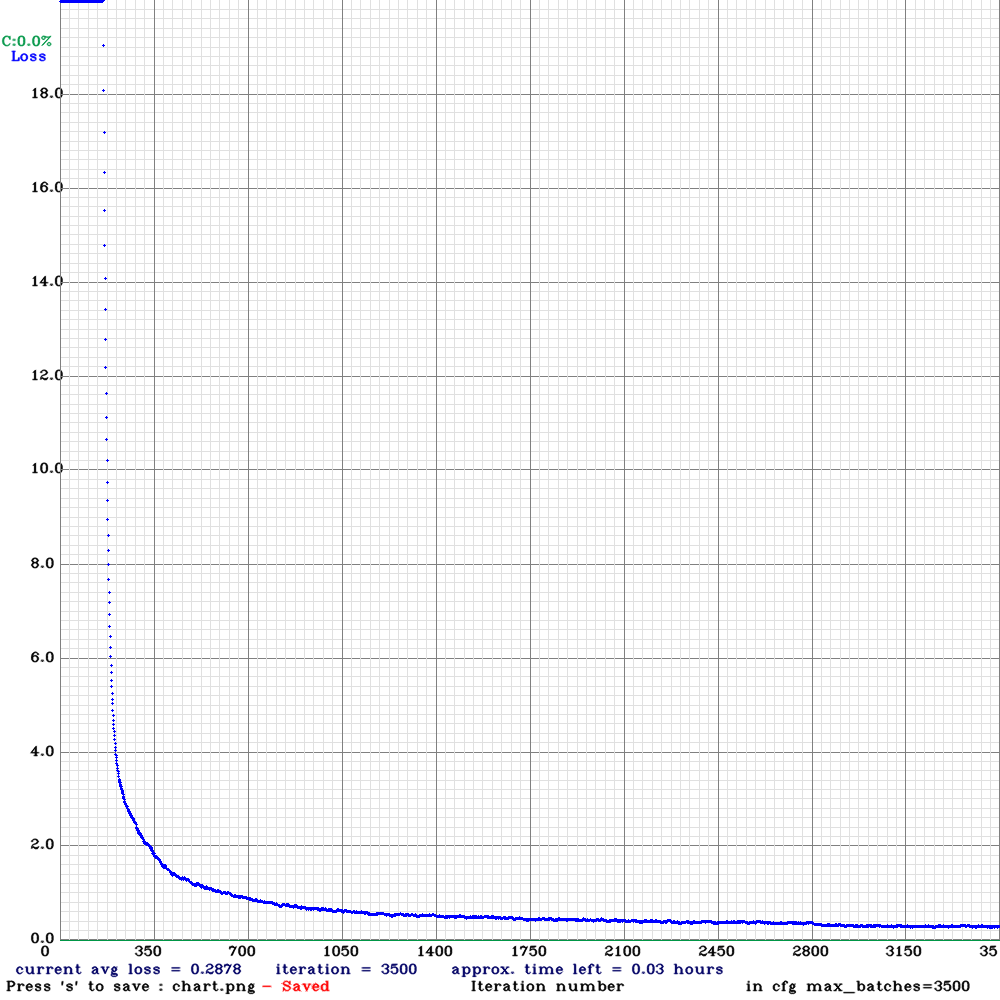 C:0.0%
Loss
18.0
16.0
14.0
12.0
10.0
8.0
6.0
4.0
2.0
0.0
0 350 700 1050 1400 1750 2100 2450 2800 3150 35
current avg loss = 0.2878 iteration = 3500 approx. time left = 0.03 hours
Press 's' to save : chart.png - Saved Iteration number in cfg max_batches=3500